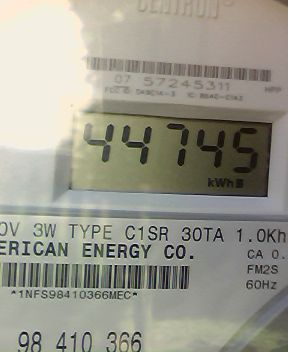 CENTRON®
07 57245311
44745
kWh
0V 3W TYPE C1SR 30TA 1.0Kh
ERICAN ENERGY CO. CA 0.
FM2S
*1NFS98410366MEC* 60Hz
98 410 366